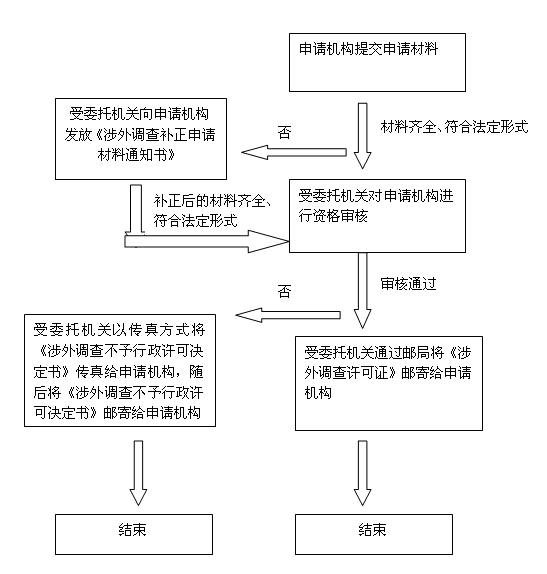 申请机构提交申请材料
受委托机关向申请机构
发放《涉外调查补正申请
材料通知书》
否
材料齐全、符合法定形式
补正后的材料齐全、
符合法定形式
受委托机关对申请机构进
行资格审核
否
审核通过
受委托机关以传真方式将
《涉外调查不予行政许可决
定书》传真给申请机构，随
后将《涉外调查不予行政许
可决定书》邮寄给申请机构
受委托机关通过邮局将《涉
外调查许可证》邮寄给申请
机构
结束
结束